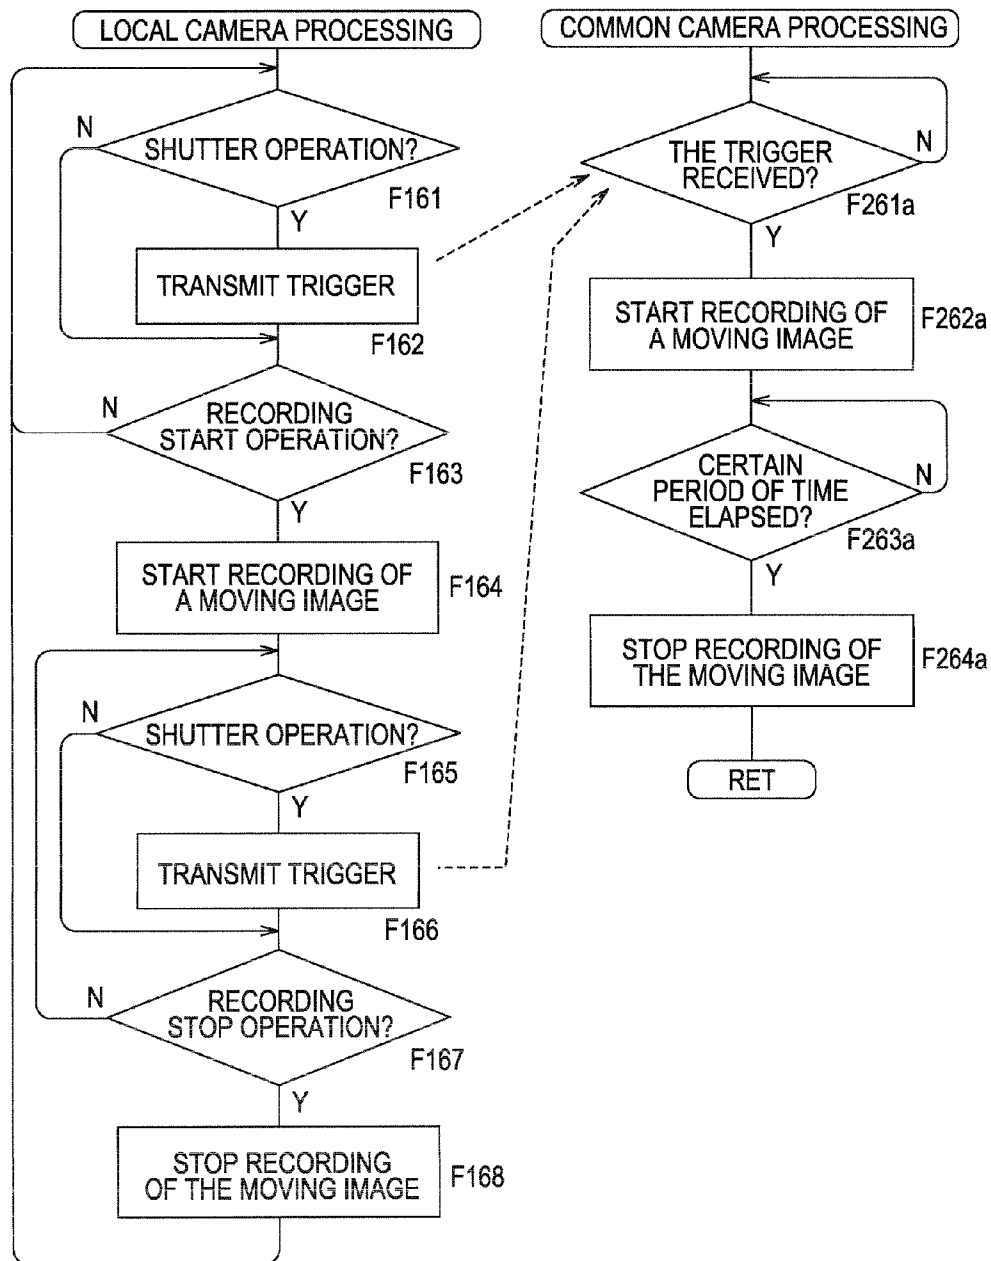 LOCAL CAMERA PROCESSING
N
SHUTTER OPERATION?
F161
Y
TRANSMIT TRIGGER
F162
N
RECORDING
START OPERATION?
F163
Y
START RECORDING OF
A MOVING IMAGE
F164
N
SHUTTER OPERATION?
F165
Y
TRANSMIT TRIGGER
F166
N
RECORDING
STOP OPERATION?
F167
Y
STOP RECORDING
OF THE MOVING IMAGE
F168
COMMON CAMERA PROCESSING
THE TRIGGER
RECEIVED?
N
F261a
Y
START RECORDING OF
A MOVING IMAGE
F262a
CERTAIN
PERIOD OF TIME
ELAPSED?
N
F263a
Y
STOP RECORDING OF
THE MOVING IMAGE
F264a
RET